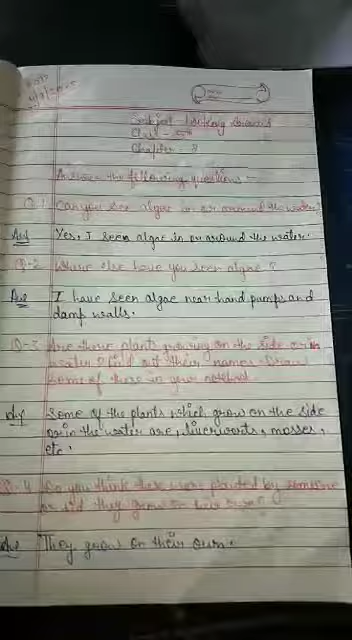 Subject - Looking Around
Class - 5th
Chapter 8
Answer the following questions -
Q.1 Can you see algae in or around the water?
Ans Yes, I seen algae in or around the water.
Q-2 Where else have you seen algae?
Ans I have seen algae near hand pumps and
damp walls.
Q-3 Are there plants growing on the side or in
water? Find out their names. Draw
some of these in your notebook.
Ans Some of the plants which grow on the side
or in the water are, liverworts, mosses,
etc.
Q.4 Do you think these were planted by someone
or did they grow on their own?
Ans They grow on their own.